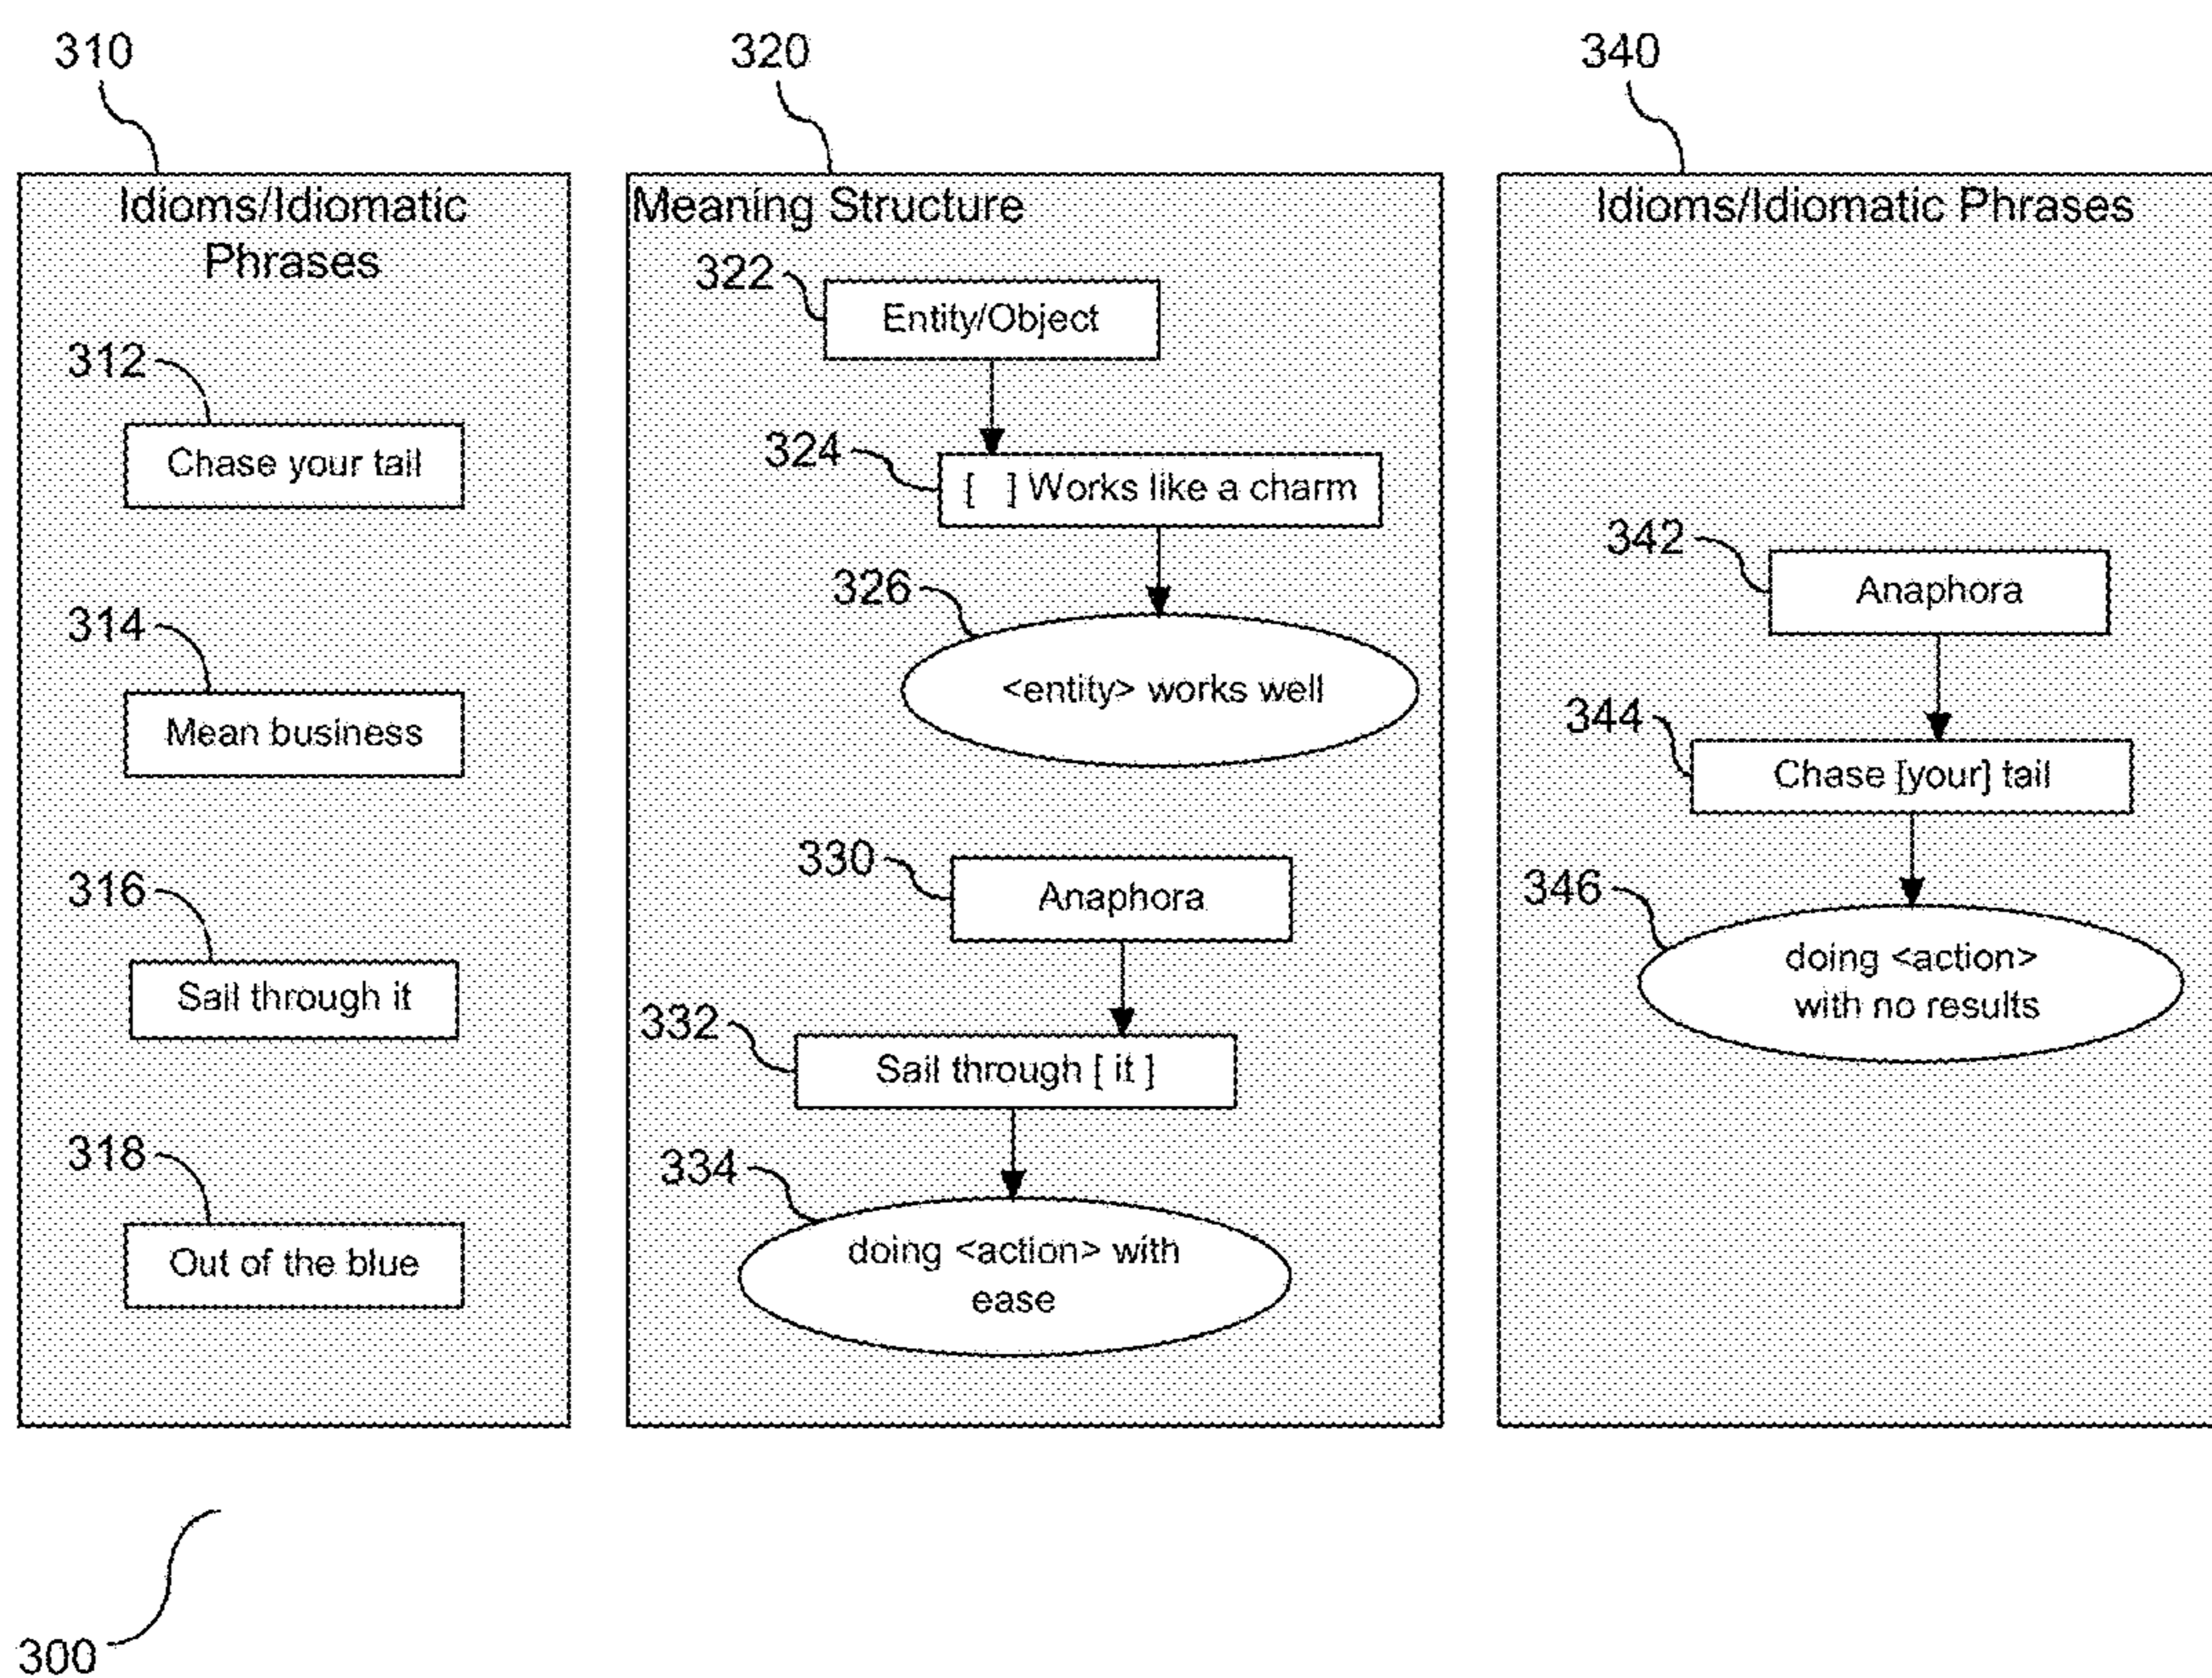 310
Idioms/Idiomatic
Phrases
312
Chase your tail
314
Mean business
316
Sail through it
318
Out of the blue
320
Meaning Structure
322
Entity/Object
324
[ ] Works like a charm
326
<entity> works well
330
Anaphora
332
Sail through [ it ]
334
doing <action> with
ease
340
Idioms/Idiomatic Phrases
342
Anaphora
344
Chase [your] tail
346
doing <action>
with no results
300